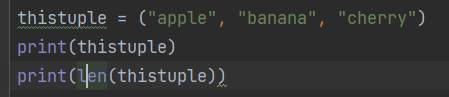 thistuple = ("apple", "banana", "cherry")
print(thistuple)
print(len(thistuple))